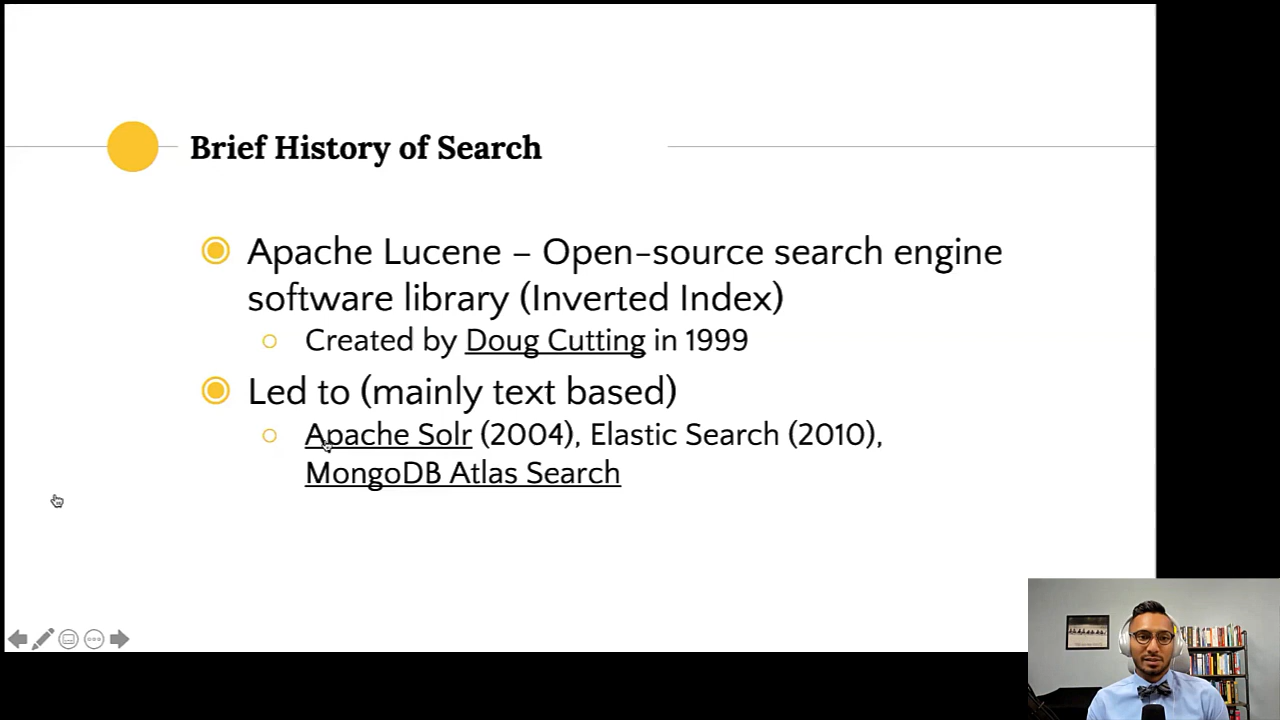 Brief History of Search
Apache Lucene – Open-source search engine
software library (Inverted Index)
Created by Doug Cutting in 1999
Led to (mainly text based)
Apache Solr (2004), Elastic Search (2010),
MongoDB Atlas Search